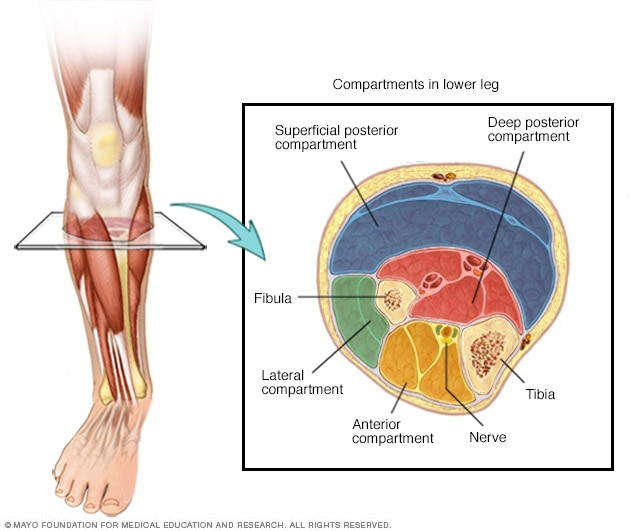 Compartments in lower leg
Superficial posterior
compartment
Deep posterior
compartment
Fibula
Lateral
compartment
Anterior
compartment
Nerve
Tibia
© MAYO FOUNDATION FOR MEDICAL EDUCATION AND RESEARCH. ALL RIGHTS RESERVED.